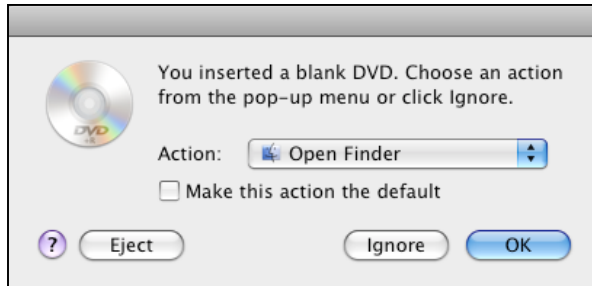 You inserted a blank DVD. Choose an action
from the pop-up menu or click Ignore.
DVD
+R
Action: Open Finder
Make this action the default
? Eject Ignore OK